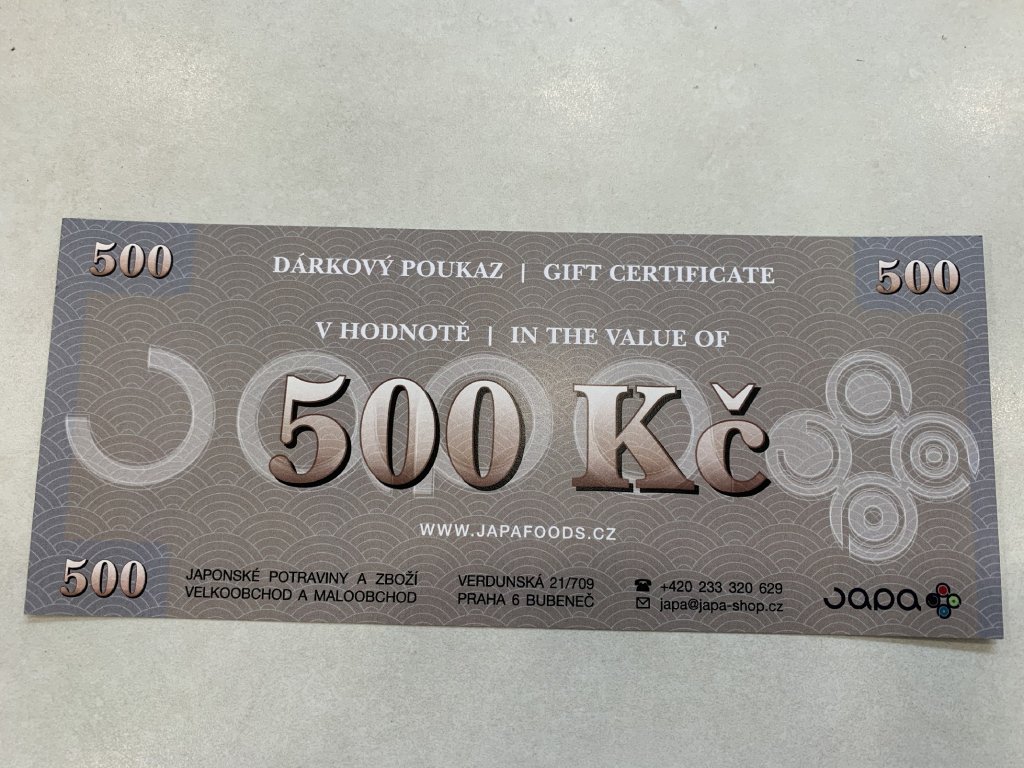 500
DÁRKOVÝ POUKAZ | GIFT CERTIFICATE
500
V HODNOTĚ | IN THE VALUE OF
japa
500 Kč
WWW.JAPAFOODS.CZ
500
JAPONSKÉ POTRAVINY A ZBOŽÍ
VELKOOBCHOD A MALOOBCHOD
VERDUNSKÁ 21/709
PRAHA 6 BUBENEČ
+420 233 320 629
japa@japa-shop.cz
japa